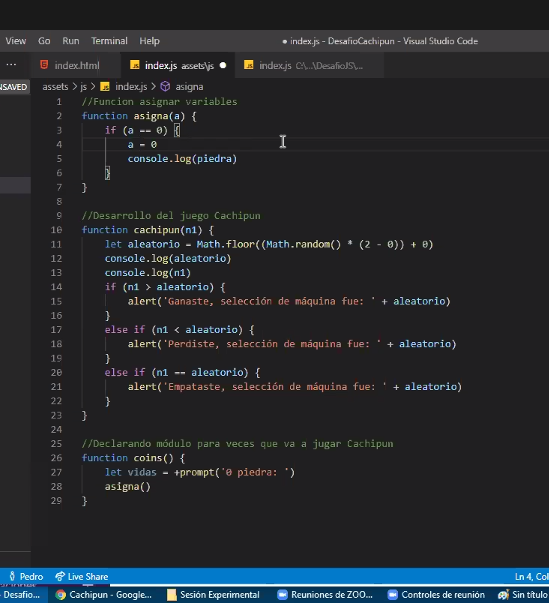 View Go Run Terminal Help ● index.js - DesafioCachipun - Visual Studio Code
··· index.html JS index.js assets\js ● JS index.js C:\...\DesafioJS\...
NSAVED assets > js > JS index.js > asigna
1 //Funcion asignar variables
2 function asigna(a) {
3 if (a == 0) {
4 a = 0
5 console.log(piedra)
6 }
7 }
8
9 //Desarrollo del juego Cachipun
10 function cachipun(n1) {
11 let aleatorio = Math.floor((Math.random() * (2 - 0)) + 0)
12 console.log(aleatorio)
13 console.log(n1)
14 if (n1 > aleatorio) {
15 alert('Ganaste, selección de máquina fue: ' + aleatorio)
16 }
17 else if (n1 < aleatorio) {
18 alert('Perdiste, selección de máquina fue: ' + aleatorio)
19 }
20 else if (n1 == aleatorio) {
21 alert('Empataste, selección de máquina fue: ' + aleatorio)
22 }
23 }
24
25 //Declarando módulo para veces que va a jugar Cachipun
26 function coins() {
27 let vidas = +prompt('0 piedra: ')
28 asigna()
29 }
Pedro Live Share Ln 4, Col
- Desafio... Cachipun - Google... Sesión Experimental Reuniones de ZOO... Controles de reunión Sin título